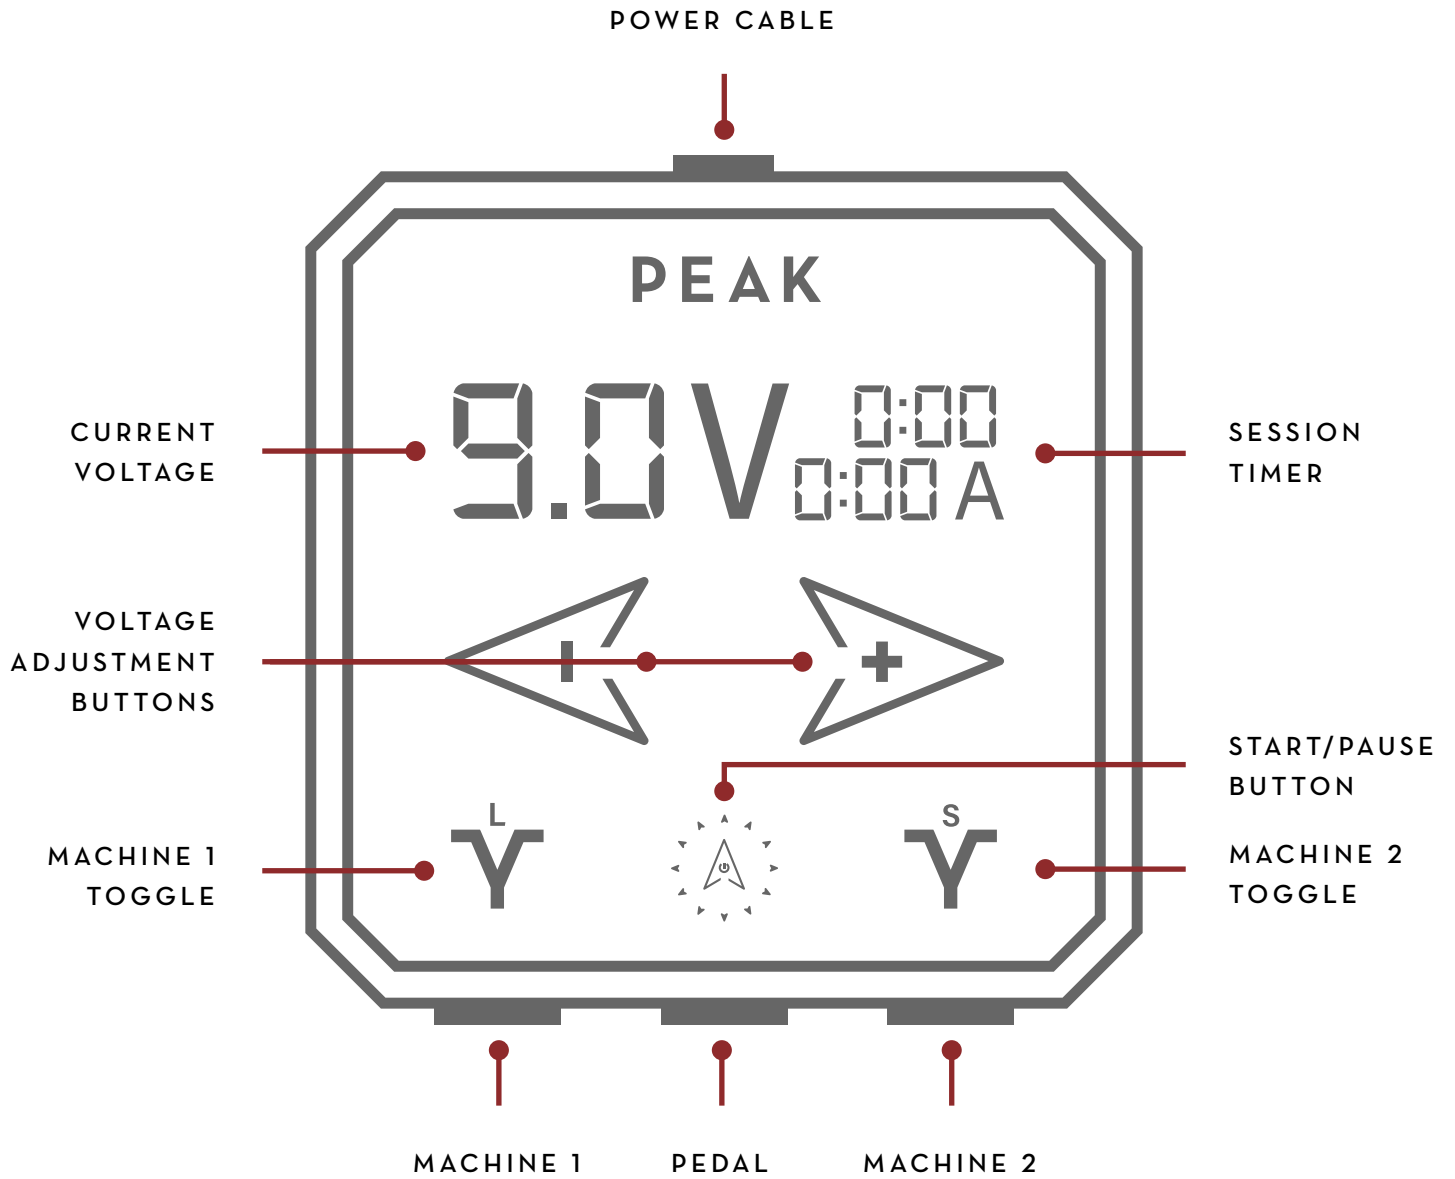 POWER CABLE
PEAK
CURRENT
VOLTAGE
9.0V
0:00
0:00 A
SESSION
TIMER
VOLTAGE
ADJUSTMENT
BUTTONS
+
START/PAUSE
BUTTON
MACHINE 1
TOGGLE
L
S
MACHINE 2
TOGGLE
MACHINE 1
PEDAL
MACHINE 2